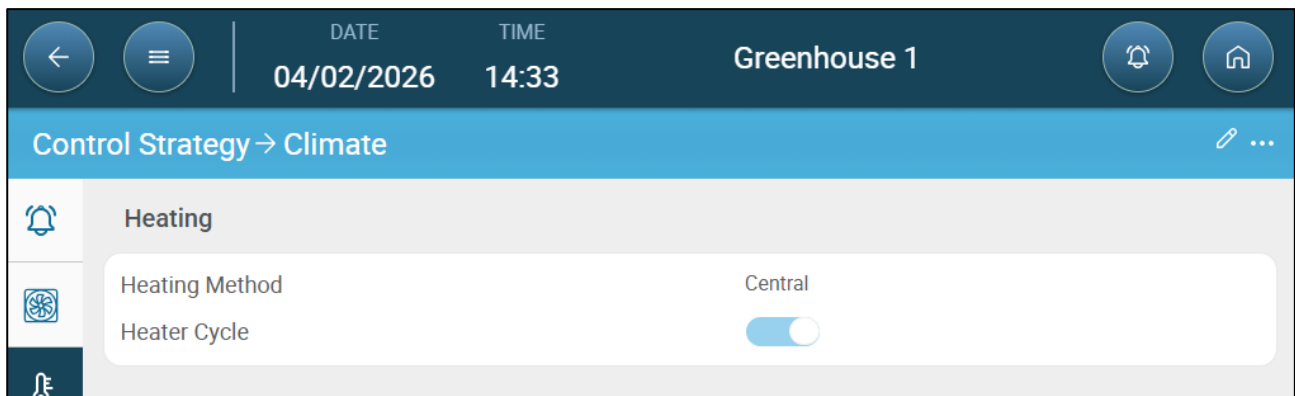 DATE TIME
04/02/2026 14:33
Greenhouse 1
Control Strategy → Climate
Heating
Heating Method Central
Heater Cycle